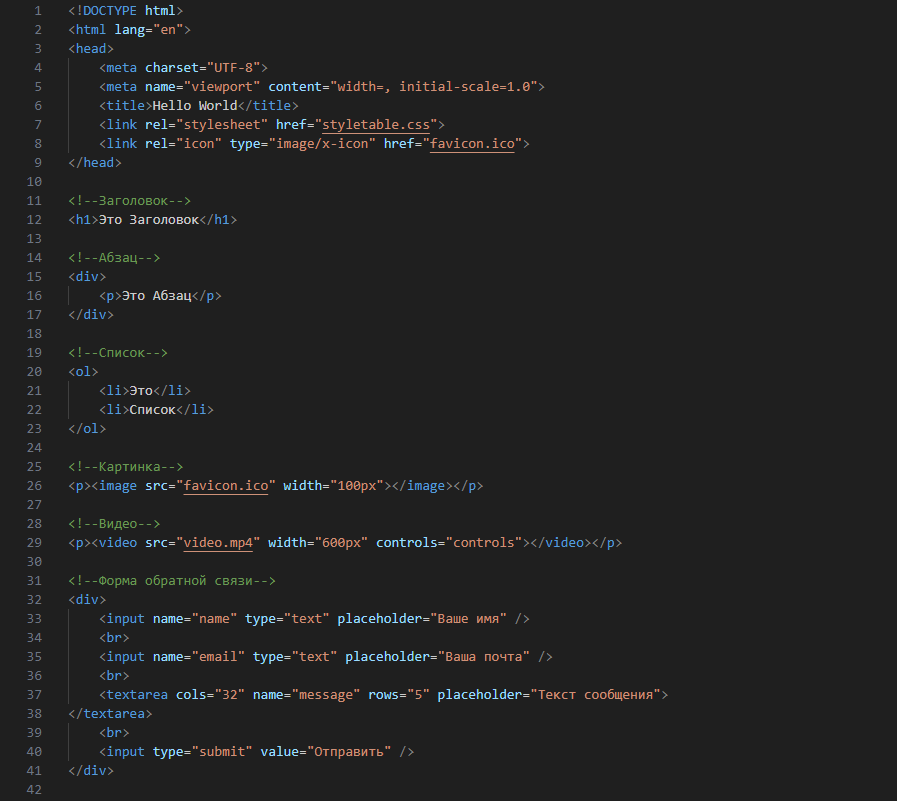 1 <!DOCTYPE html>
2 <html lang="en">
3 <head>
4     <meta charset="UTF-8">
5     <meta name="viewport" content="width=, initial-scale=1.0">
6     <title>Hello World</title>
7     <link rel="stylesheet" href="styletable.css">
8     <link rel="icon" type="image/x-icon" href="favicon.ico">
9 </head>
10
11 <!--Заголовок-->
12 <h1>Это Заголовок</h1>
13
14 <!--Абзац-->
15 <div>
16     <p>Это Абзац</p>
17 </div>
18
19 <!--Список-->
20 <ol>
21     <li>Это</li>
22     <li>Список</li>
23 </ol>
24
25 <!--Картинка-->
26 <p><image src="favicon.ico" width="100px"></image></p>
27
28 <!--Видео-->
29 <p><video src="video.mp4" width="600px" controls="controls"></video></p>
30
31 <!--Форма обратной связи-->
32 <div>
33     <input name="name" type="text" placeholder="Ваше имя" />
34     <br>
35     <input name="email" type="text" placeholder="Ваша почта" />
36     <br>
37     <textarea cols="32" name="message" rows="5" placeholder="Текст сообщения">
38 </textarea>
39     <br>
40     <input type="submit" value="Отправить" />
41 </div>
42